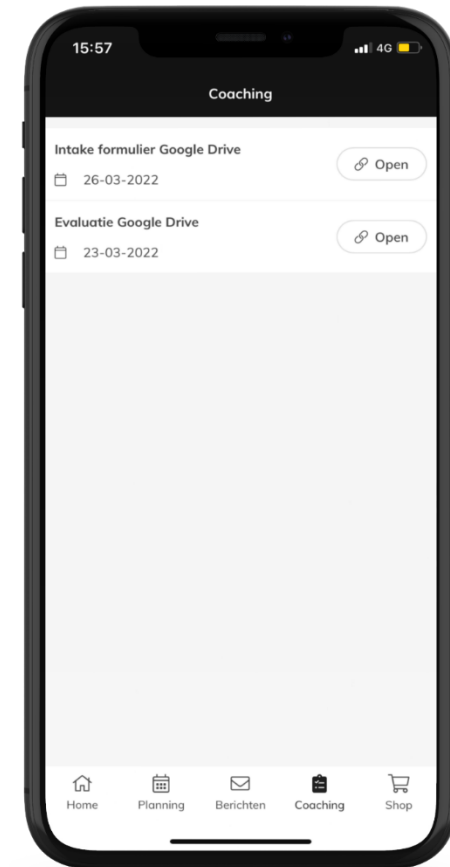 15:57
4G
Coaching
Intake formulier Google Drive
26-03-2022
Open
Evaluatie Google Drive
23-03-2022
Open
Home
Planning
Berichten
Coaching
Shop